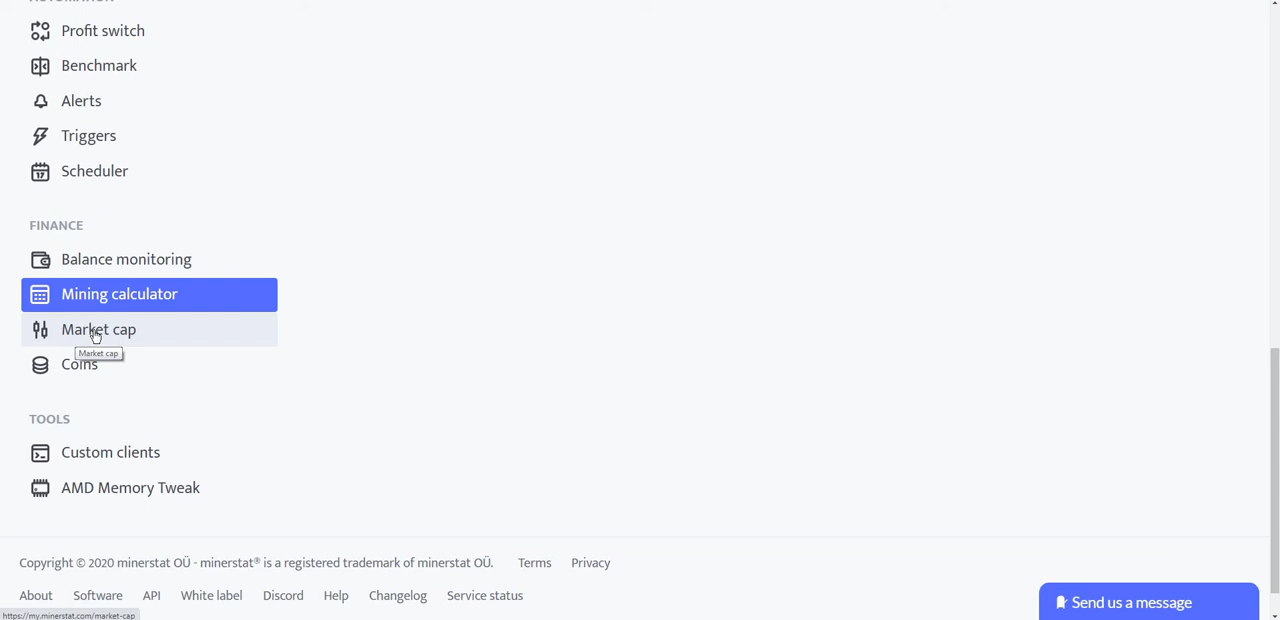 Profit switch
Benchmark
Alerts
Triggers
17
Scheduler
FINANCE
Balance monitoring
Mining calculator
Market cap
Market cap
Coins
TOOLS
Custom clients
AMD Memory Tweak
Copyright © 2020 minerstat OÜ - minerstat® is a registered trademark of minerstat OÜ. Terms Privacy
About Software API White label Discord Help Changelog Service status
Send us a message
https://my.minerstat.com/market-cap